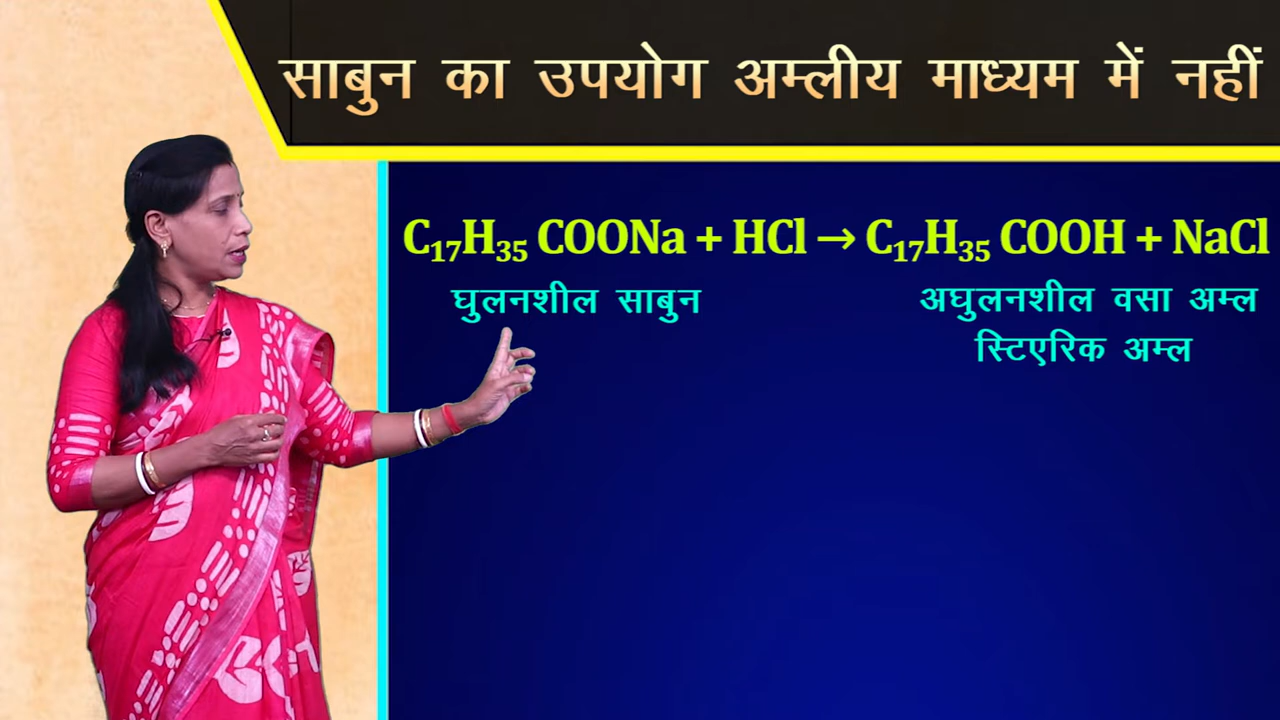 साबुन का उपयोग अम्लीय माध्यम में नहीं
C₁₇H₃₅ COONa + HCl → C₁₇H₃₅ COOH + NaCl
घुलनशील साबुन
अघुलनशील वसा अम्ल
स्टिएरिक अम्ल